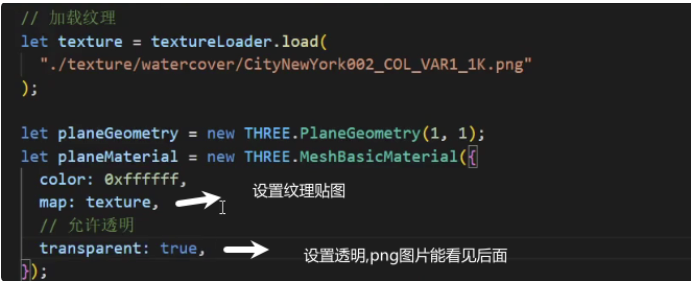 // 加载纹理
let texture = textureLoader.load(
"./texture/watercover/CityNewYork002_COL_VAR1_1K.png"
);
let planeGeometry = new THREE.PlaneGeometry(1, 1);
let planeMaterial = new THREE.MeshBasicMaterial({
color: 0xffffff,
map: texture, 设置纹理贴图
// 允许透明
transparent: true, 设置透明,png图片能看见后面
});